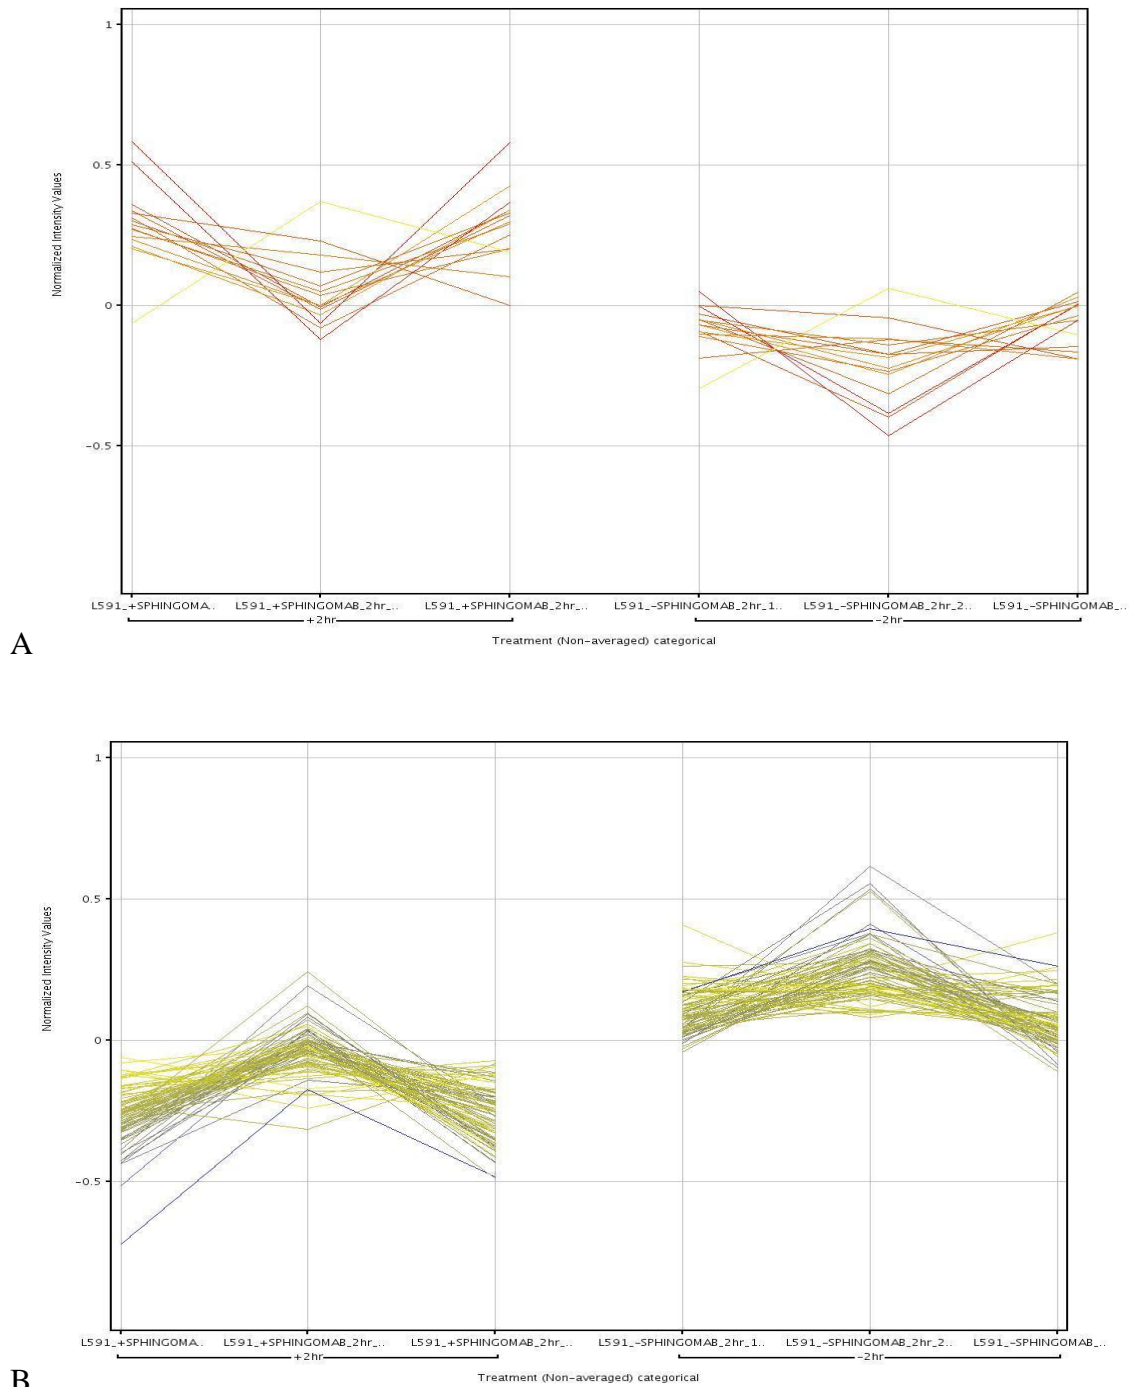 1
0.5
Normalized Intensity Values
0
-0.5
L591_+SPHINGOMA.. L591_+SPHINGOMAB_2hr_.. L591_+SPHINGOMAB_2hr_.. L591_-SPHINGOMAB_2hr_1.. L591_-SPHINGOMAB_2hr_2.. L591_-SPHINGOMAB_..
+2hr -2hr
Treatment (Non-averaged) categorical
A
1
0.5
Normalized Intensity Values
0
-0.5
L591_+SPHINGOMA.. L591_+SPHINGOMAB_2hr_.. L591_+SPHINGOMAB_2hr_.. L591_-SPHINGOMAB_2hr_1.. L591_-SPHINGOMAB_2hr_2.. L591_-SPHINGOMAB_..
+2hr -2hr
Treatment (Non-averaged) categorical
B